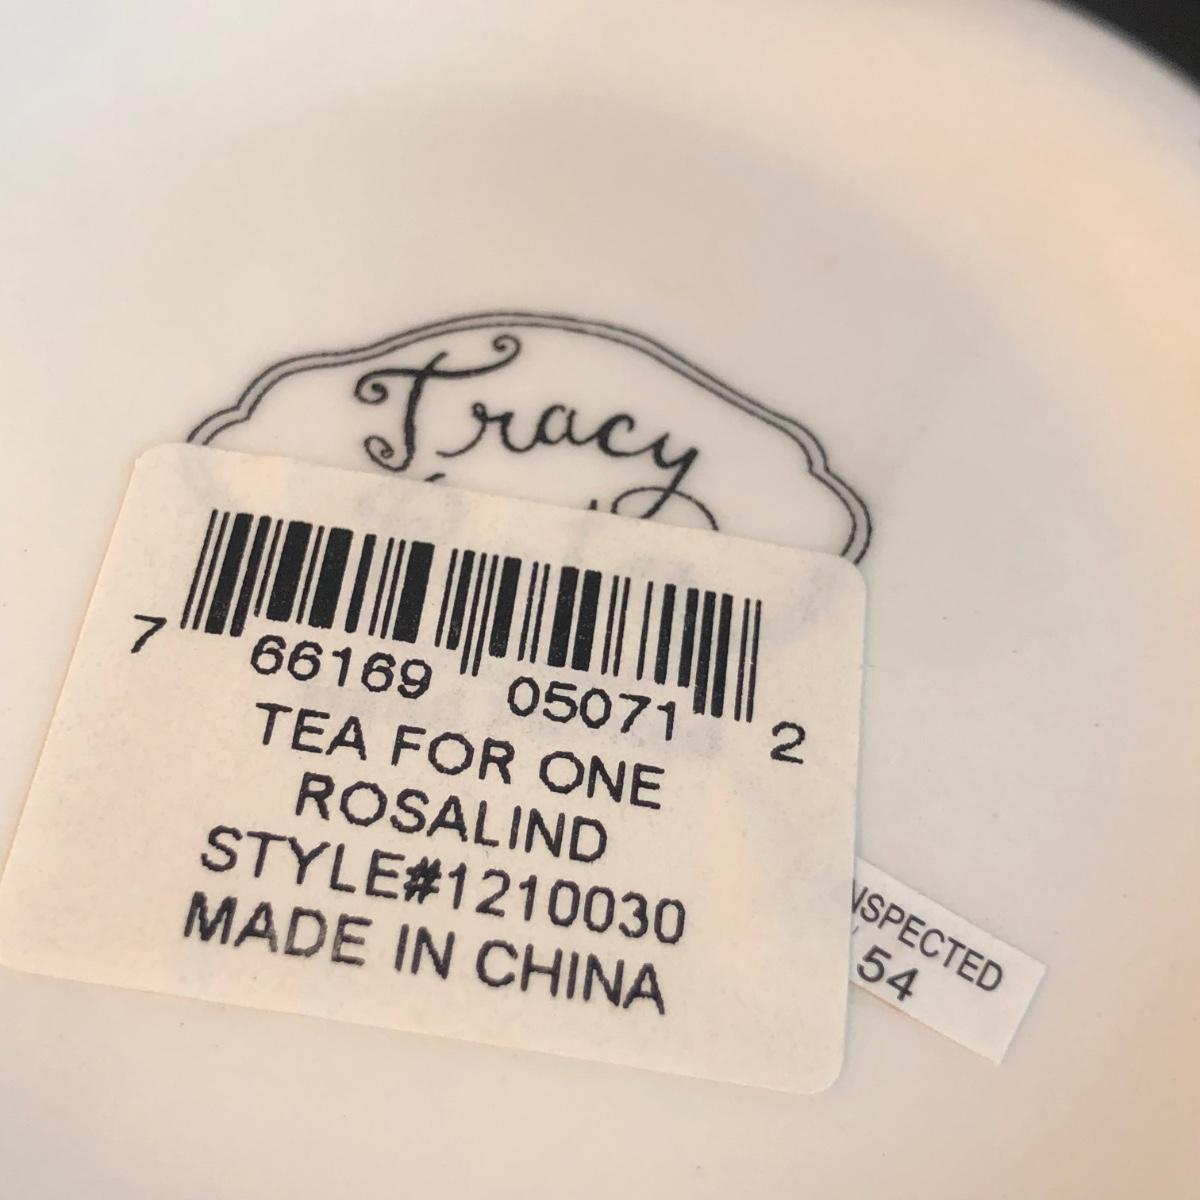 Tracy
7 66169 05071 2
TEA FOR ONE
ROSALIND
STYLE#1210030
MADE IN CHINA
NSPECTED
54